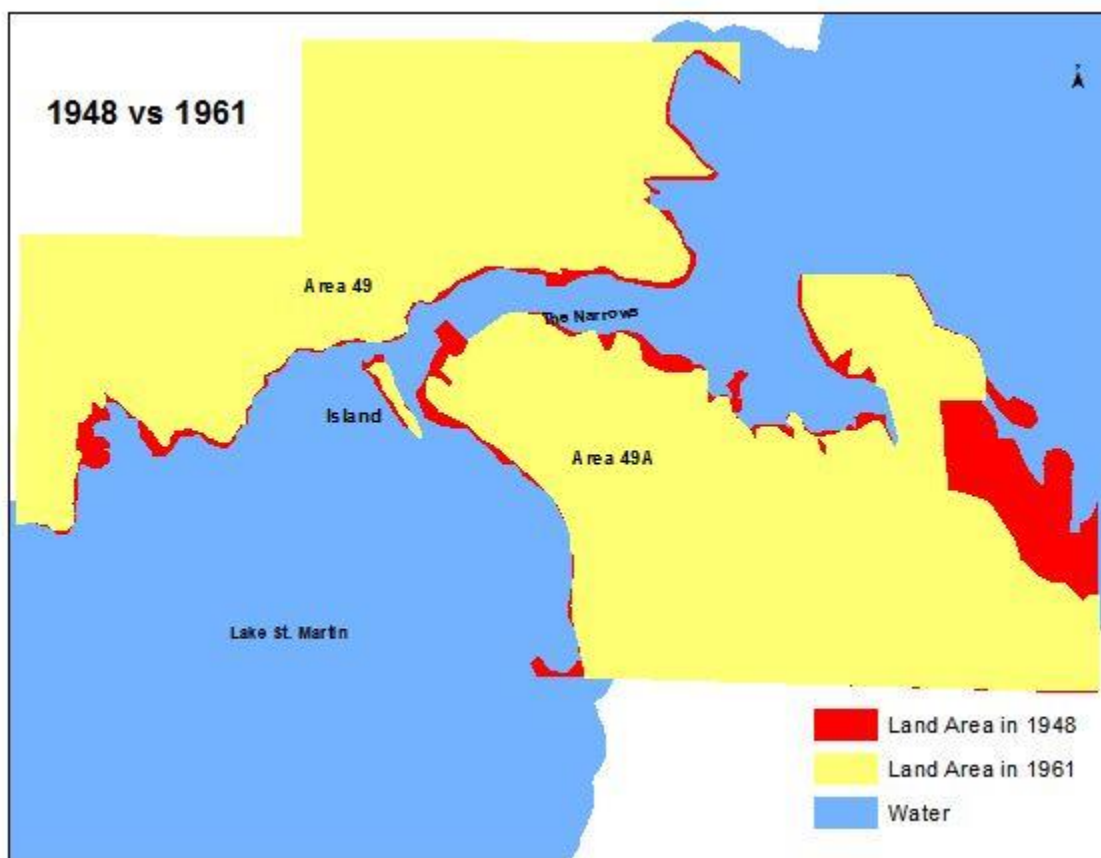 1948 vs 1961
Area 49
The Narrows
Island
Area 49A
Lake St. Martin
Land Area in 1948
Land Area in 1961
Water